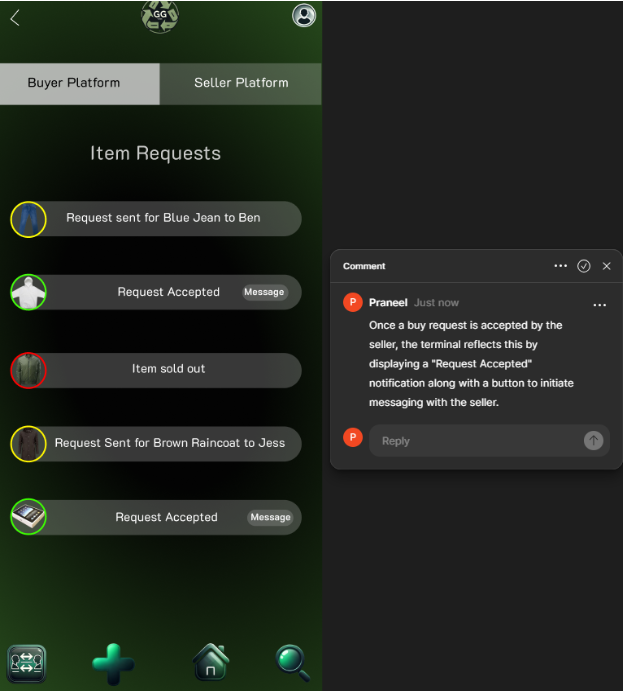 GG
Buyer Platform
Seller Platform
Item Requests
Request sent for Blue Jean to Ben
Request Accepted
Message
Item sold out
Request Sent for Brown Raincoat to Jess
Request Accepted
Message
Comment
P
Praneel Just now
Once a buy request is accepted by the
seller, the terminal reflects this by
displaying a "Request Accepted"
notification along with a button to initiate
messaging with the seller.
P
Reply